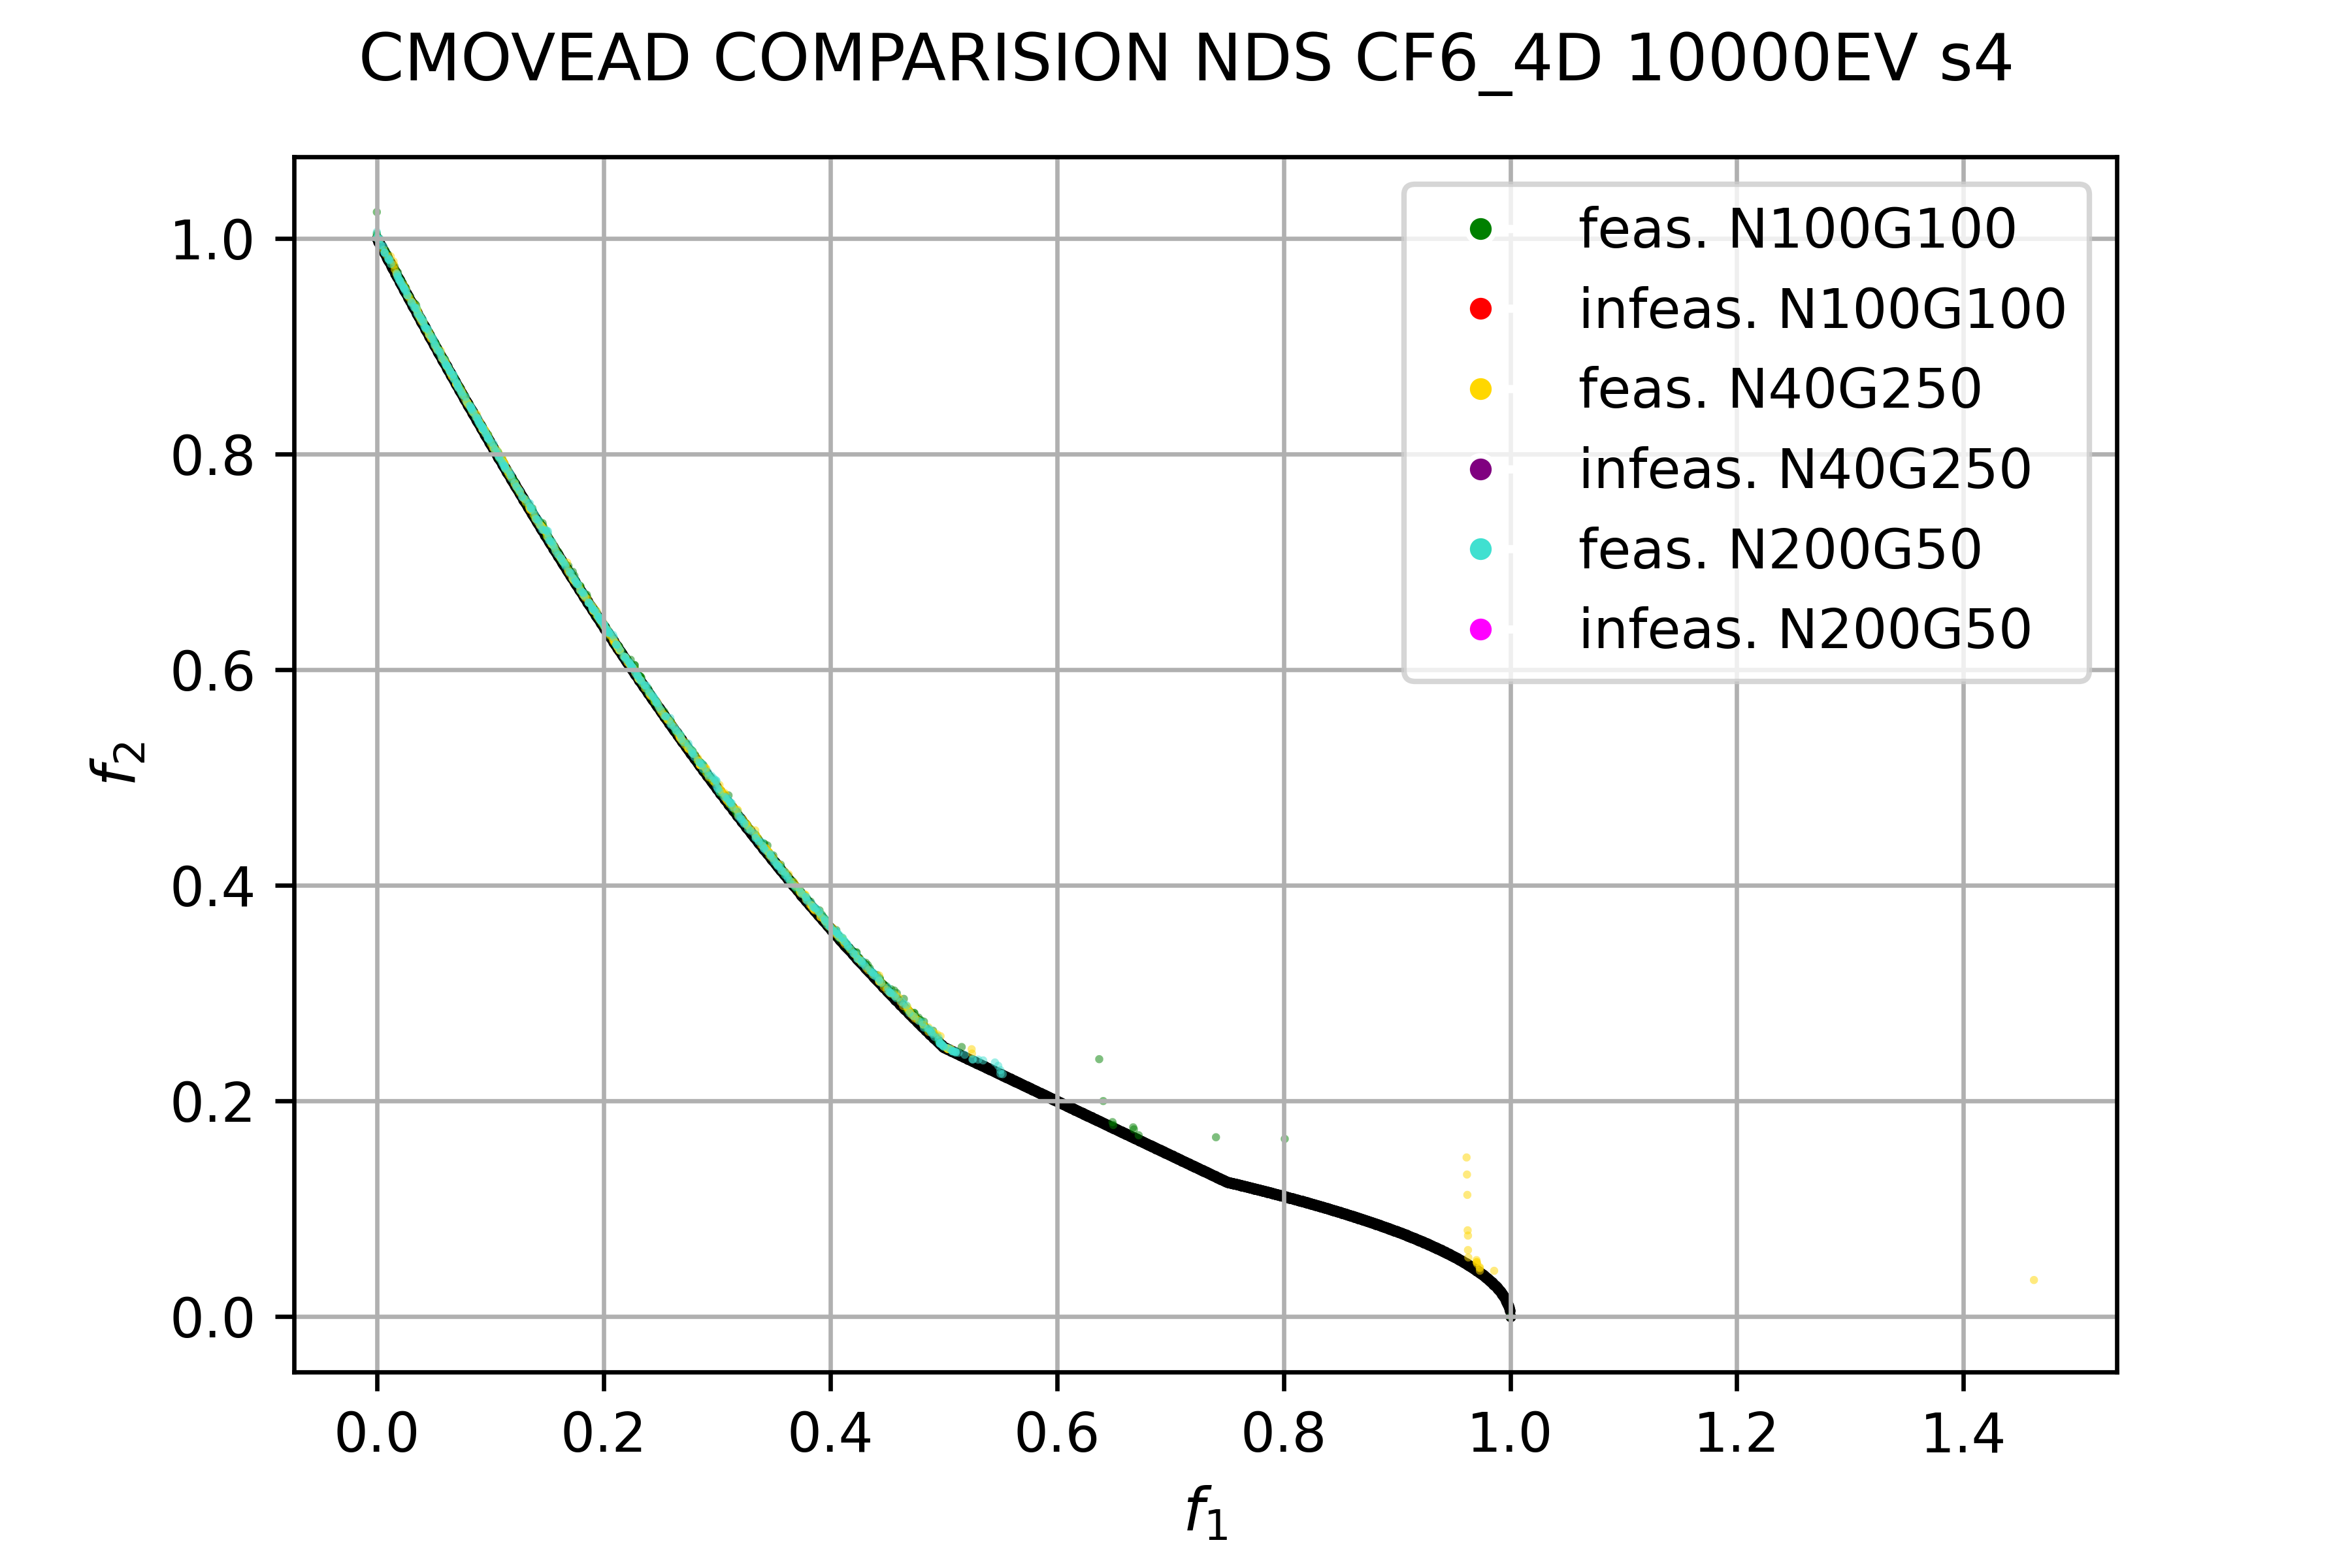 CMOVEAD COMPARISION NDS CF6_4D 10000EV s4
feas. N100G100
infeas. N100G100
feas. N40G250
infeas. N40G250
feas. N200G50
infeas. N200G50
1.0
0.8
0.6
0.4
0.2
0.0
f2
0.0 0.2 0.4 0.6 0.8 1.0 1.2 1.4
f1